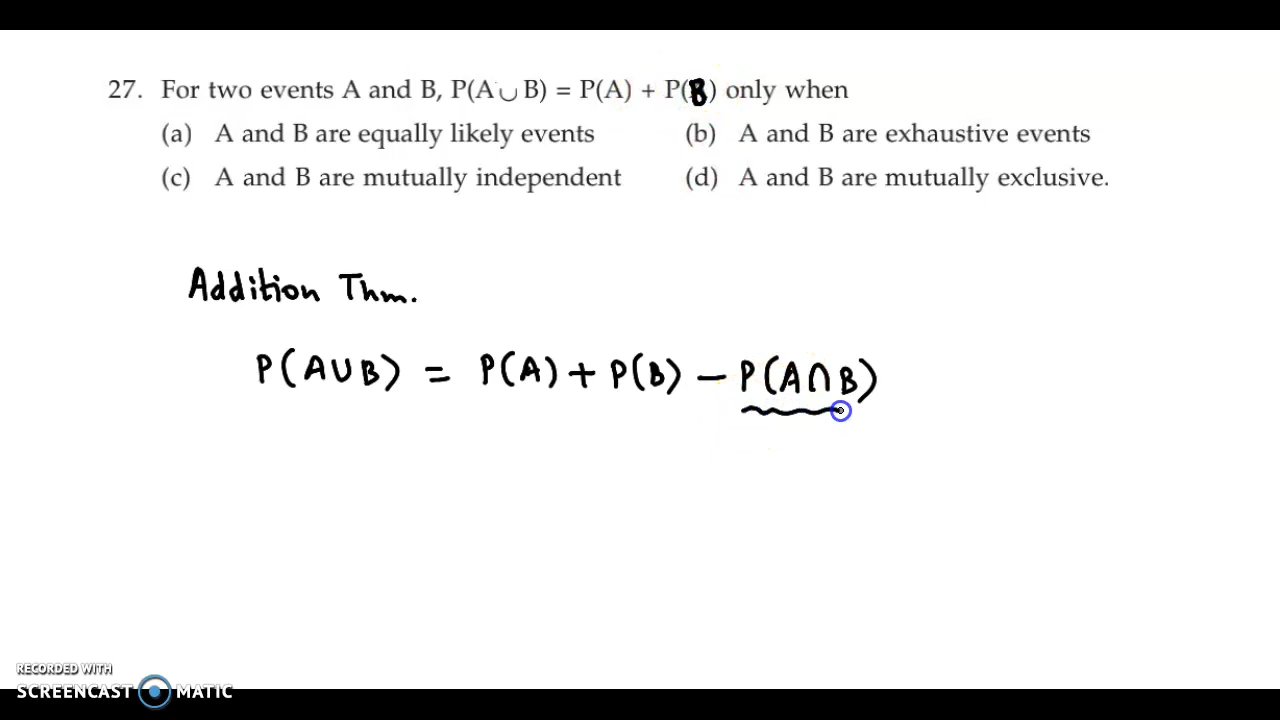 27. For two events A and B, P(A ∪ B) = P(A) + P(B) only when
(a) A and B are equally likely events (b) A and B are exhaustive events
(c) A and B are mutually independent (d) A and B are mutually exclusive.
Addition Thm.
P(A∪B) = P(A) + P(B) − P(A∩B)
RECORDED WITH
SCREENCAST MATIC